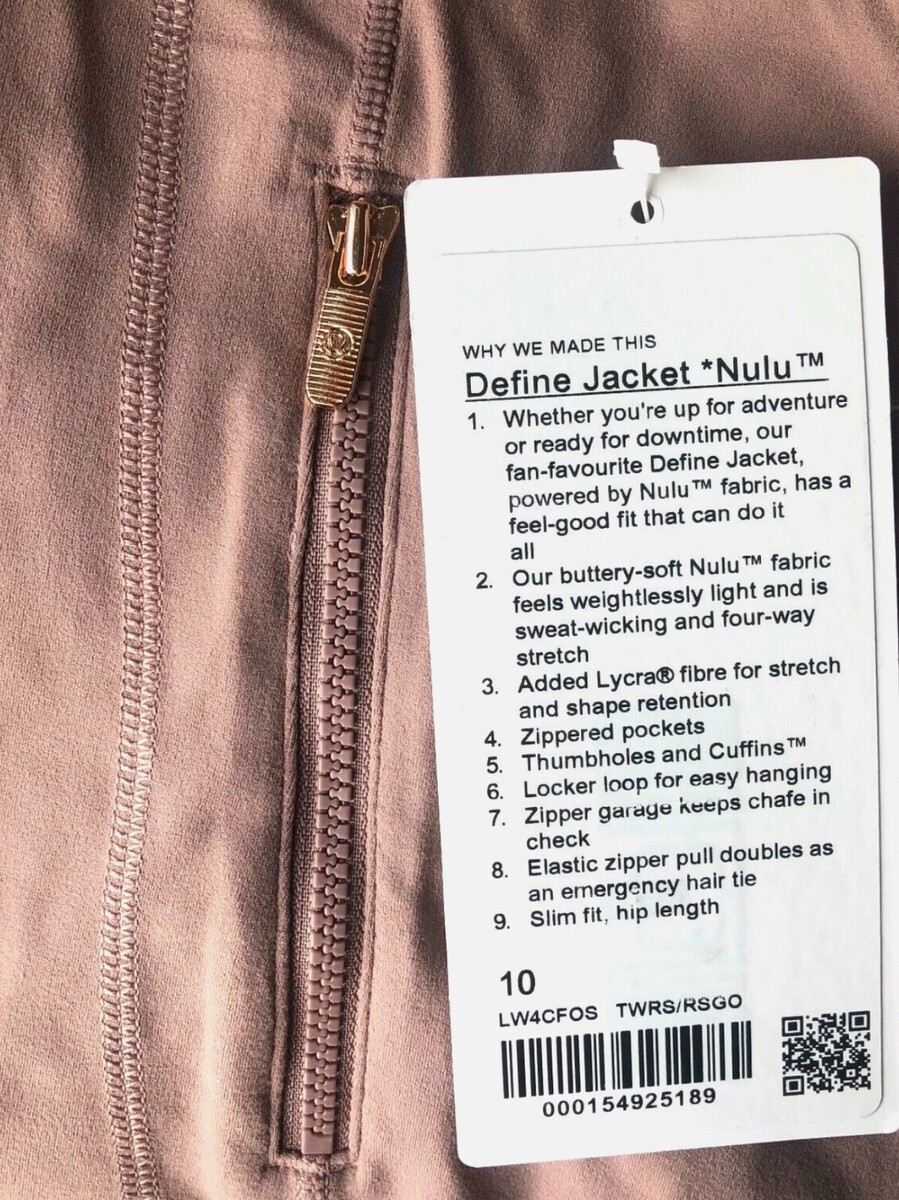 WHY WE MADE THIS
Define Jacket *Nulu™
1. Whether you're up for adventure
or ready for downtime, our
fan-favourite Define Jacket,
powered by Nulu™ fabric, has a
feel-good fit that can do it
all
2. Our buttery-soft Nulu™ fabric
feels weightlessly light and is
sweat-wicking and four-way
stretch
3. Added Lycra® fibre for stretch
and shape retention
4. Zippered pockets
5. Thumbholes and Cuffins™
6. Locker loop for easy hanging
7. Zipper garage keeps chafe in
check
8. Elastic zipper pull doubles as
an emergency hair tie
9. Slim fit, hip length
10
LW4CFOS TWRS/RSGO
000154925189